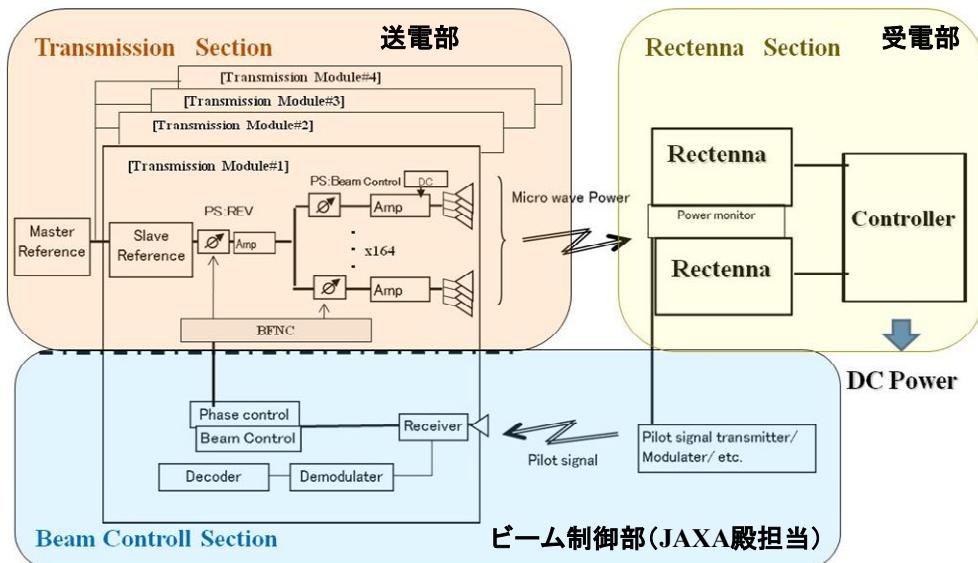 Transmission Section
送電部
[Transmission Module#4]
[Transmission Module#3]
[Transmission Module#2]
[Transmission Module#1]
PS:Beam Control
DC
PS:REV
Amp
Master
Reference
Slave
Reference
Amp
x164
Amp
BFNC
Micro wave Power
Rectenna Section
受電部
Rectenna
Power monitor
Rectenna
Controller
DC Power
Phase control
Beam Control
Receiver
Decoder
Demodulater
Pilot signal
Pilot signal transmitter/
Modulater/ etc.
Beam Controll Section
ビーム制御部（JAXA殿担当）